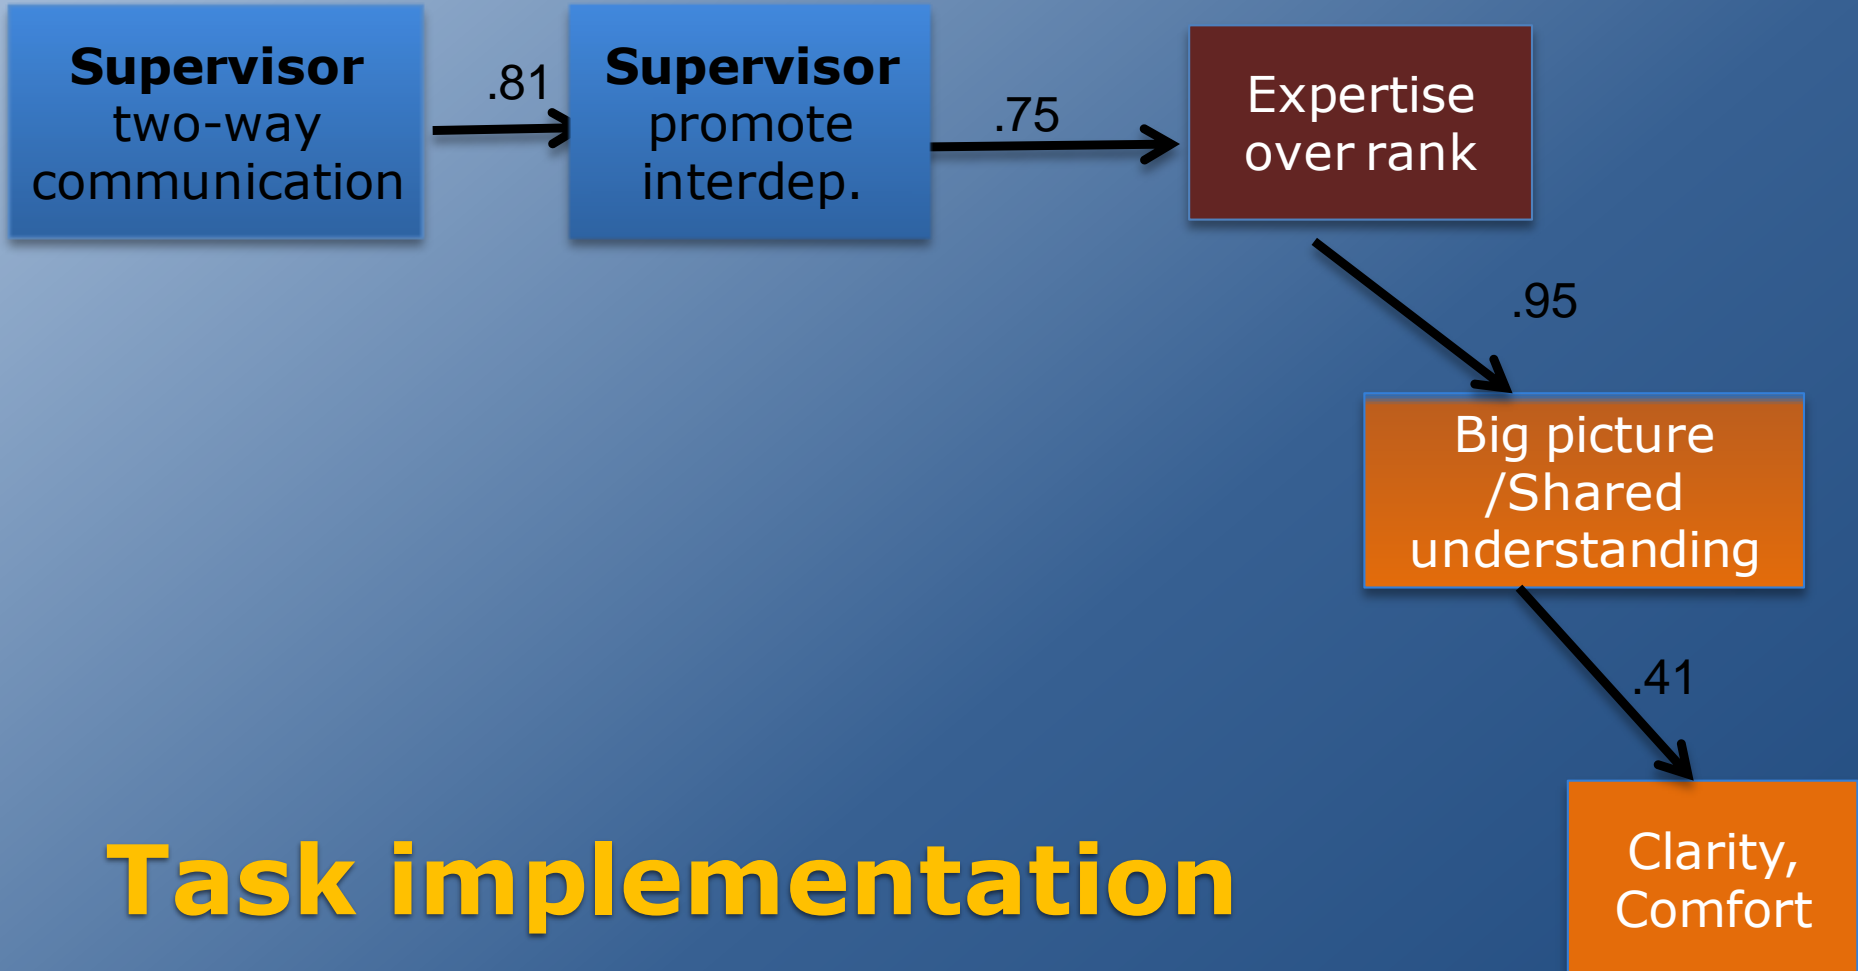 Supervisor
two-way
communication
.81
Supervisor
promote
interdep.
.75
Expertise
over rank
.95
Big picture
/Shared
understanding
.41
Clarity,
Comfort
Task implementation